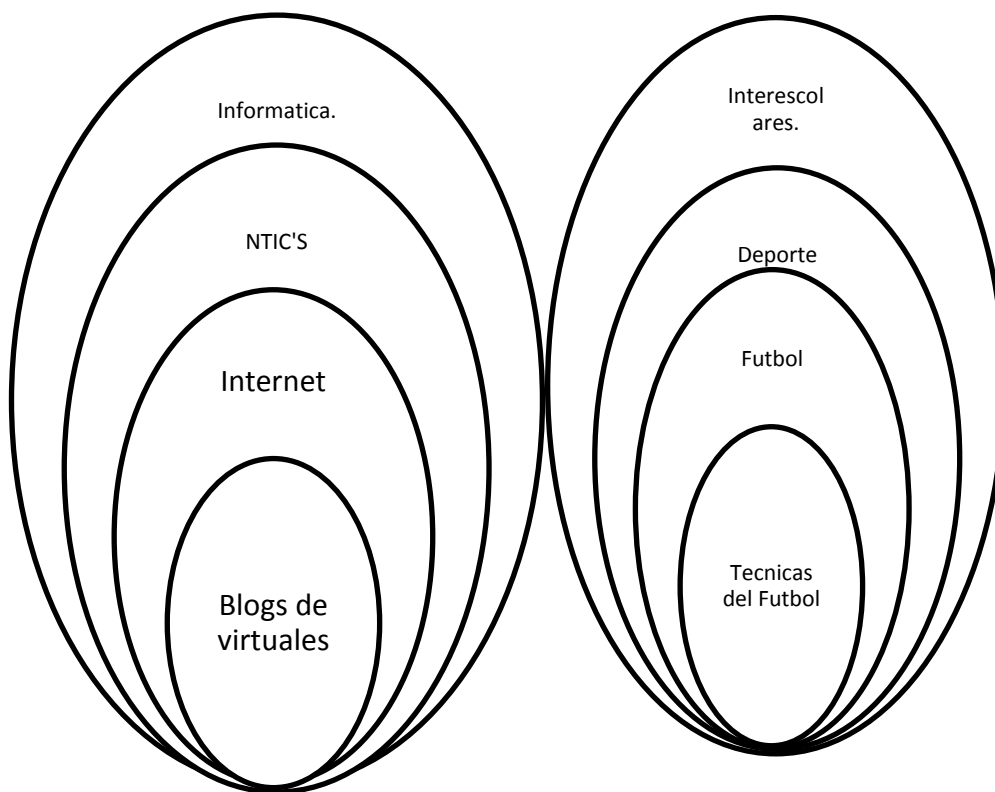 Informatica.
NTIC'S
Internet
Blogs de
virtuales
Interescol
ares.
Deporte
Futbol
Tecnicas
del Futbol